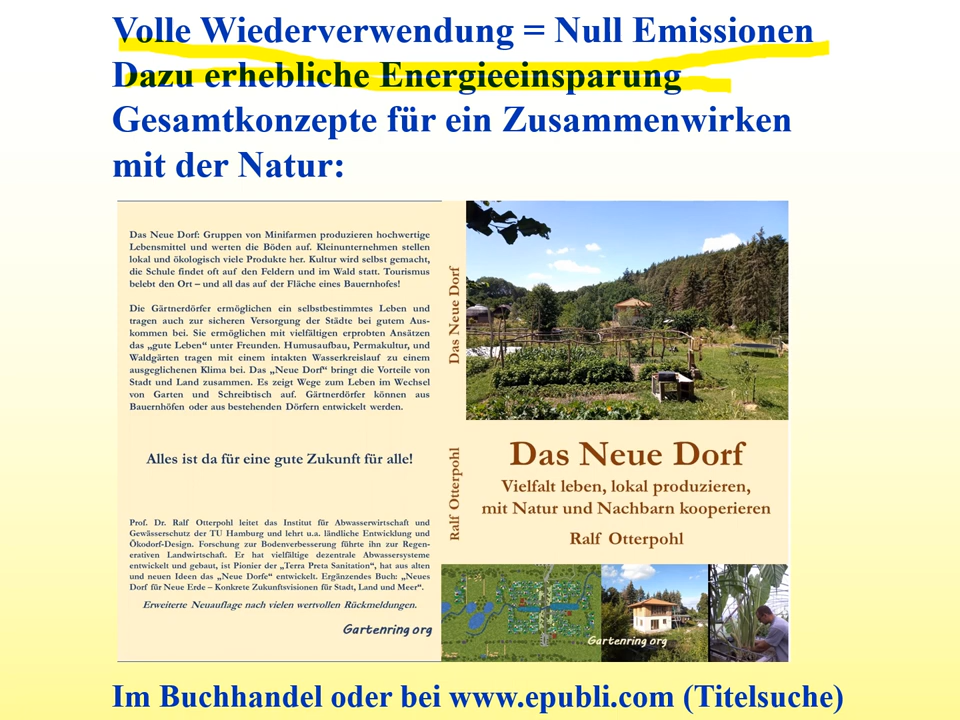 Volle Wiederverwendung = Null Emissionen
Dazu erhebliche Energieeinsparung
Gesamtkonzepte für ein Zusammenwirken
mit der Natur:
Das Neue Dorf: Gruppen von Minifarmen produzieren hochwertige
Lebensmittel und werten die Böden auf. Kleinunternehmen stellen
lokal und ökologisch viele Produkte her. Kultur wird selbst gemacht,
die Schule findet oft auf den Feldern und im Wald statt. Tourismus
belebt den Ort – und all das auf der Fläche eines Bauernhofes!
Die Gärtnerdörfer ermöglichen ein selbstbestimmtes Leben und
tragen auch zur sicheren Versorgung der Städte bei gutem Aus-
kommen bei. Sie ermöglichen mit vielfältigen erprobten Ansätzen
das „gute Leben“ unter Freunden. Humusaufbau, Permakultur, und
Waldgärten tragen mit einem intakten Wasserkreislauf zu einem
ausgeglichenen Klima bei. Das „Neue Dorf“ bringt die Vorteile von
Stadt und Land zusammen. Es zeigt Wege zum Leben im Wechsel
von Garten und Schreibtisch auf. Gärtnerdörfer können aus
Bauernhöfen oder aus bestehenden Dörfern entwickelt werden.
Alles ist da für eine gute Zukunft für alle!
Prof. Dr. Ralf Otterpohl leitet das Institut für Abwasserwirtschaft und
Gewässerschutz der TU Hamburg und lehrt u.a. ländliche Entwicklung und
Ökodorf-Design. Forschung zur Bodenverbesserung führte ihn zur Regen-
erativen Landwirtschaft. Er hat vielfältige dezentrale Abwassersysteme
entwickelt und gebaut, ist Pionier der „Terra Preta Sanitation“, hat aus alten
und neuen Ideen das „Neue Dorfe“ entwickelt. Ergänzendes Buch: „Neues
Dorf für Neue Erde – Konkrete Zukunftsvisionen für Stadt, Land und Meer“.
Erweiterte Neuauflage nach vielen wertvollen Rückmeldungen.
Gartenring org
Das Neue Dorf
Ralf Otterpohl
Das Neue Dorf
Vielfalt leben, lokal produzieren,
mit Natur und Nachbarn kooperieren
Ralf Otterpohl
Gartenring org
Im Buchhandel oder bei www.epubli.com (Titelsuche)